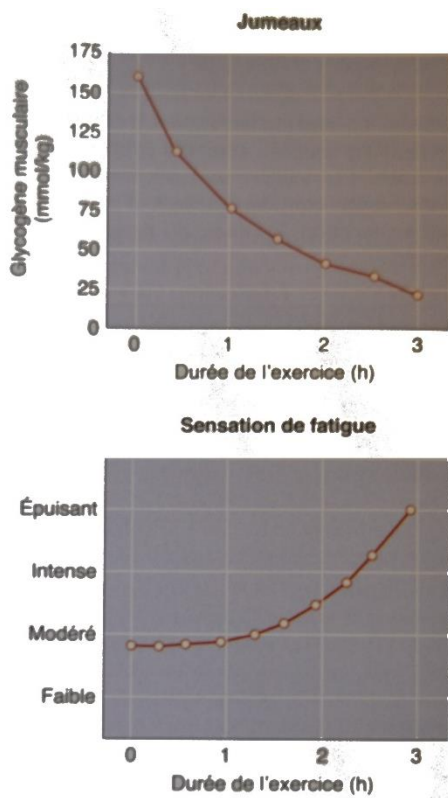 Jumeaux
Glycogène musculaire
(mmol/kg)
175
150
125
100
75
50
25
0
0 1 2 3
Durée de l'exercice (h)
Sensation de fatigue
Épuisant
Intense
Modéré
Faible
0 1 2 3
Durée de l'exercice (h)